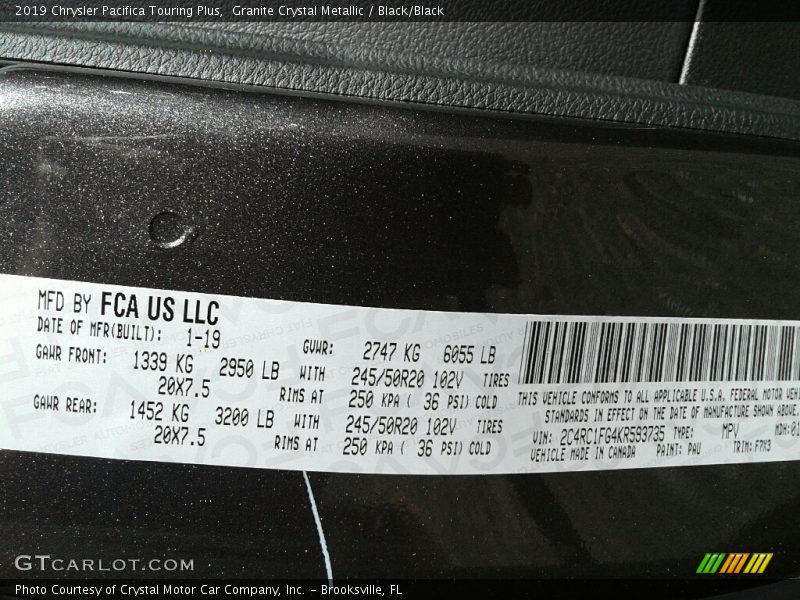 2019 Chrysler Pacifica Touring Plus, Granite Crystal Metallic / Black/Black
MFD BY FCA US LLC
DATE OF MFR(BUILT): 1-19
GVWR: 2747 KG 6055 LB
GAWR FRONT: 1339 KG 2950 LB WITH 245/50R20 102V TIRES
20X7.5 RIMS AT 250 KPA ( 36 PSI) COLD
GAWR REAR: 1452 KG 3200 LB WITH 245/50R20 102V TIRES
20X7.5 RIMS AT 250 KPA ( 36 PSI) COLD
THIS VEHICLE CONFORMS TO ALL APPLICABLE U.S.A. FEDERAL MOTOR VEHI
STANDARDS IN EFFECT ON THE DATE OF MANUFACTURE SHOWN ABOVE.
VIN: 2C4RC1FG4KR593735 TYPE: MPV MDH:01
VEHICLE MADE IN CANADA PAINT: PAU TRIM:F7M3
GTCARLOT.COM
Photo Courtesy of Crystal Motor Car Company, Inc. – Brooksville, FL